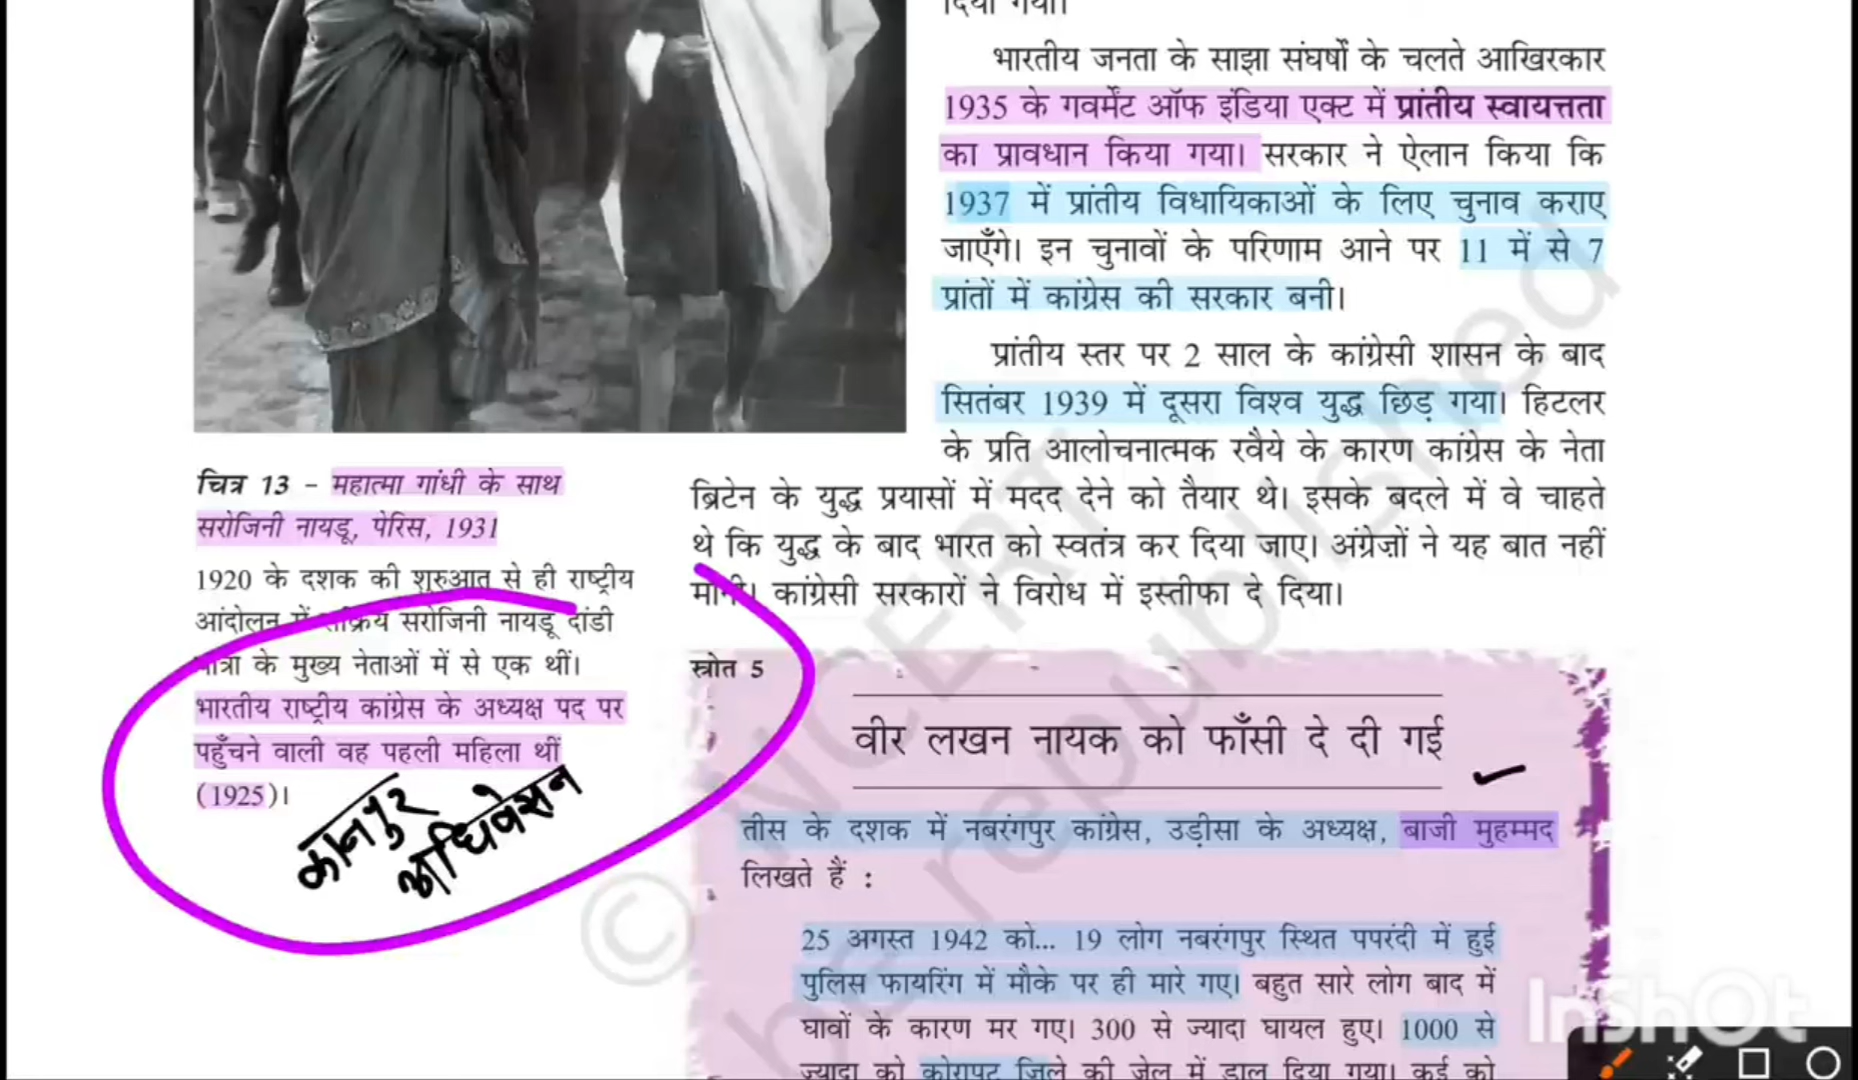 दिया गया।
भारतीय जनता के साझा संघर्षों के चलते आखिरकार
1935 के गवर्मेंट ऑफ इंडिया एक्ट में प्रांतीय स्वायत्तता
का प्रावधान किया गया। सरकार ने ऐलान किया कि
1937 में प्रांतीय विधायिकाओं के लिए चुनाव कराए
जाएँगे। इन चुनावों के परिणाम आने पर 11 में से 7
प्रांतों में कांग्रेस की सरकार बनी।
प्रांतीय स्तर पर 2 साल के कांग्रेसी शासन के बाद
सितंबर 1939 में दूसरा विश्व युद्ध छिड़ गया। हिटलर
के प्रति आलोचनात्मक रवैये के कारण कांग्रेस के नेता
ब्रिटेन के युद्ध प्रयासों में मदद देने को तैयार थे। इसके बदले में वे चाहते
थे कि युद्ध के बाद भारत को स्वतंत्र कर दिया जाए। अंग्रेज़ों ने यह बात नहीं
मानी। कांग्रेसी सरकारों ने विरोध में इस्तीफा दे दिया।
चित्र 13 – महात्मा गांधी के साथ
सरोजिनी नायडू, पेरिस, 1931
1920 के दशक की शुरुआत से ही राष्ट्रीय
आंदोलन में सक्रिय सरोजिनी नायडू दांडी
यात्रा के मुख्य नेताओं में से एक थीं।
भारतीय राष्ट्रीय कांग्रेस के अध्यक्ष पद पर
पहुँचने वाली वह पहली महिला थीं
(1925)।
कानपुर
अधिवेशन
स्रोत 5
वीर लखन नायक को फाँसी दे दी गई
तीस के दशक में नबरंगपुर कांग्रेस, उड़ीसा के अध्यक्ष, बाजी मुहम्मद
लिखते हैं :
25 अगस्त 1942 को... 19 लोग नबरंगपुर स्थित पपरंदी में हुई
पुलिस फायरिंग में मौके पर ही मारे गए। बहुत सारे लोग बाद में
घावों के कारण मर गए। 300 से ज्यादा घायल हुए। 1000 से
ज्यादा को कोरापुट जिले की जेल में डाल दिया गया। कई को
© NCERT
be republished
InShOt